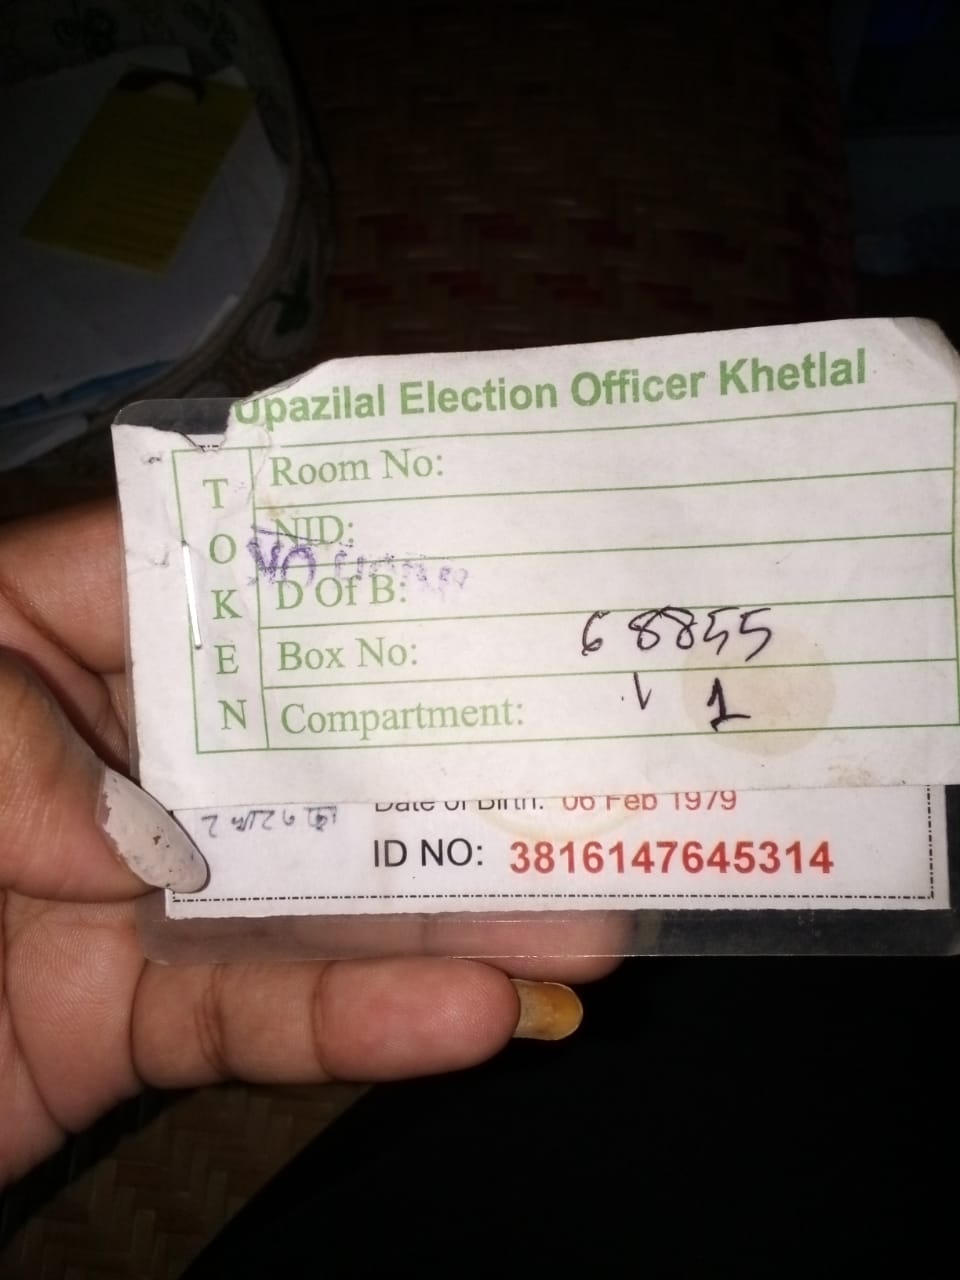 Upazilal Election Officer Khetlal
TOKEN
Room No:
NID:
D Of B:
Box No: 68855
Compartment: 1
Date of Birth: 06 Feb 1979
ID NO: 3816147645314